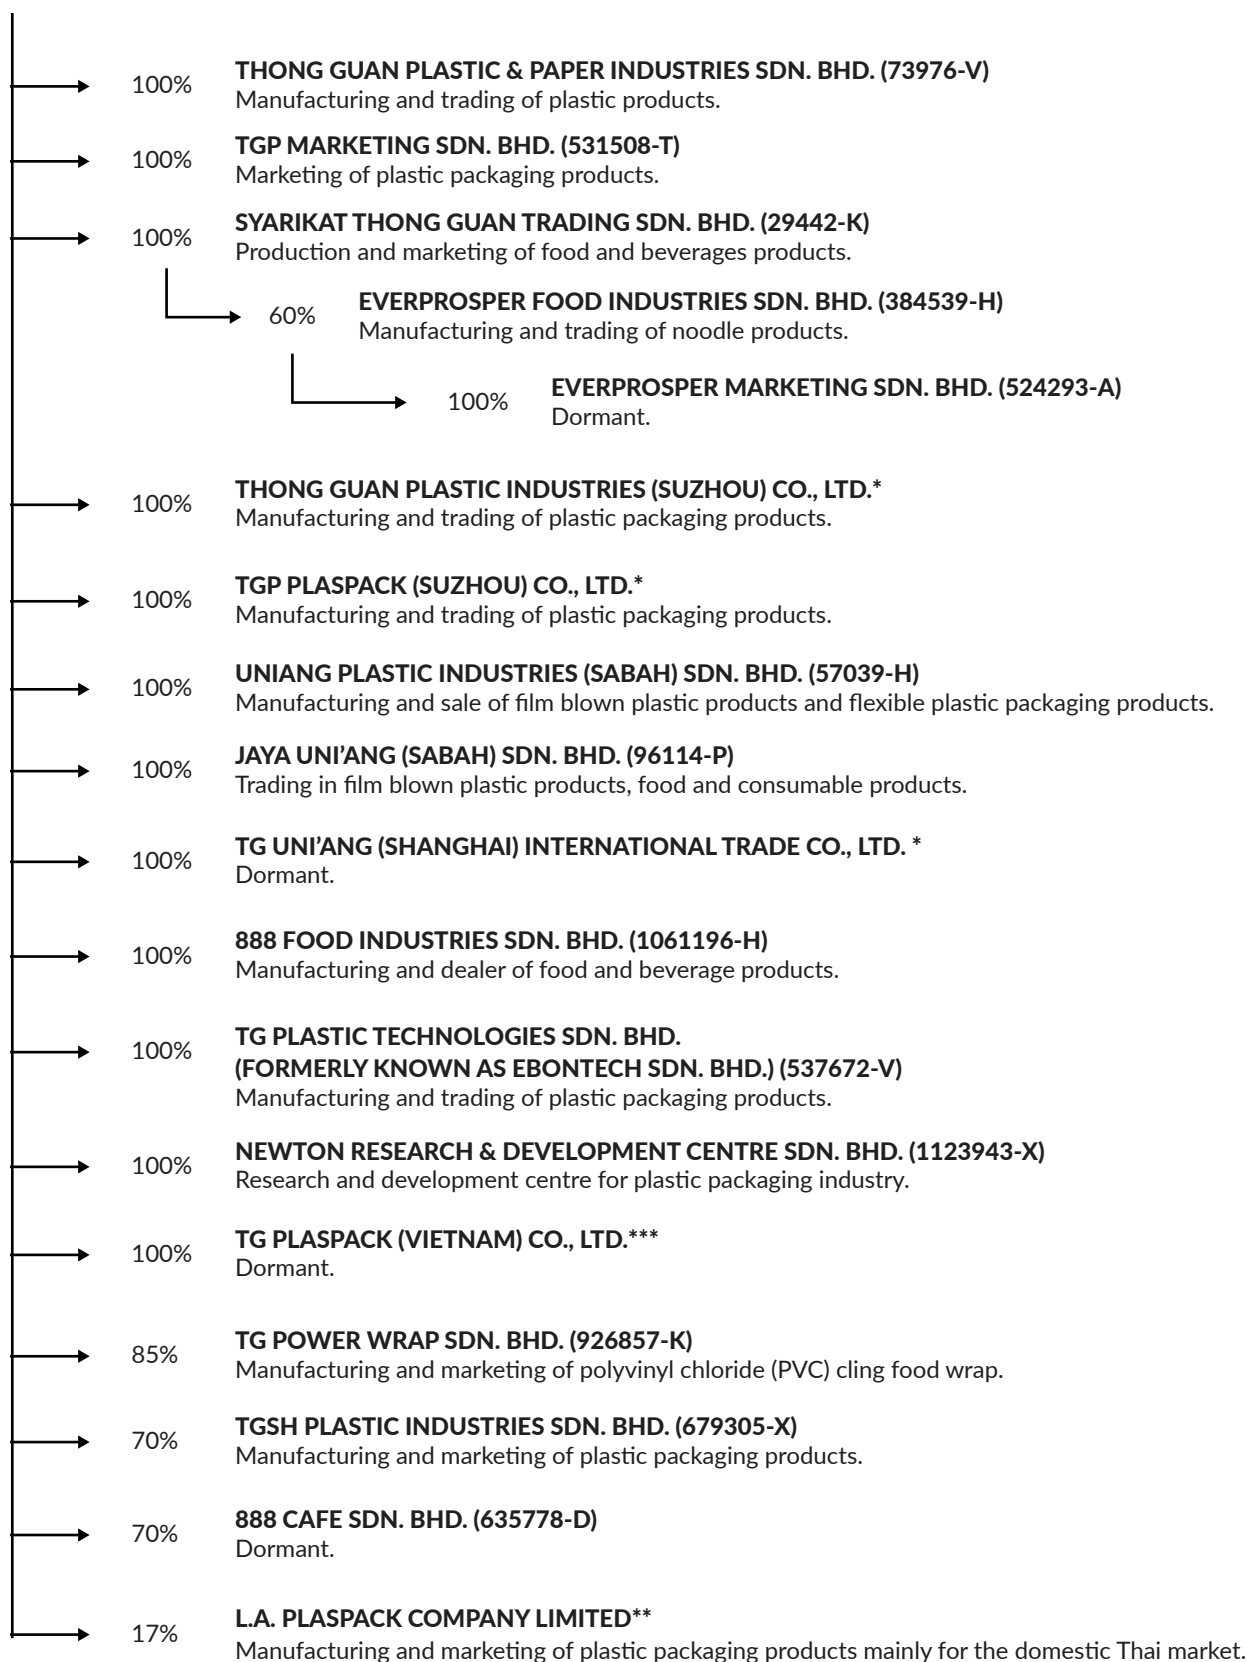 100%
THONG GUAN PLASTIC & PAPER INDUSTRIES SDN. BHD. (73976-V)
Manufacturing and trading of plastic products.
100%
TGP MARKETING SDN. BHD. (531508-T)
Marketing of plastic packaging products.
100%
SYARIKAT THONG GUAN TRADING SDN. BHD. (29442-K)
Production and marketing of food and beverages products.
60%
EVERPROSPER FOOD INDUSTRIES SDN. BHD. (384539-H)
Manufacturing and trading of noodle products.
100%
EVERPROSPER MARKETING SDN. BHD. (524293-A)
Dormant.
100%
THONG GUAN PLASTIC INDUSTRIES (SUZHOU) CO., LTD.*
Manufacturing and trading of plastic packaging products.
100%
TGP PLASPACK (SUZHOU) CO., LTD.*
Manufacturing and trading of plastic packaging products.
100%
UNIANG PLASTIC INDUSTRIES (SABAH) SDN. BHD. (57039-H)
Manufacturing and sale of film blown plastic products and flexible plastic packaging products.
100%
JAYA UNI’ANG (SABAH) SDN. BHD. (96114-P)
Trading in film blown plastic products, food and consumable products.
100%
TG UNI’ANG (SHANGHAI) INTERNATIONAL TRADE CO., LTD. *
Dormant.
100%
888 FOOD INDUSTRIES SDN. BHD. (1061196-H)
Manufacturing and dealer of food and beverage products.
100%
TG PLASTIC TECHNOLOGIES SDN. BHD.
(FORMERLY KNOWN AS EBONTECH SDN. BHD.) (537672-V)
Manufacturing and trading of plastic packaging products.
100%
NEWTON RESEARCH & DEVELOPMENT CENTRE SDN. BHD. (1123943-X)
Research and development centre for plastic packaging industry.
100%
TG PLASPACK (VIETNAM) CO., LTD.***
Dormant.
85%
TG POWER WRAP SDN. BHD. (926857-K)
Manufacturing and marketing of polyvinyl chloride (PVC) cling food wrap.
70%
TGSH PLASTIC INDUSTRIES SDN. BHD. (679305-X)
Manufacturing and marketing of plastic packaging products.
70%
888 CAFE SDN. BHD. (635778-D)
Dormant.
17%
L.A. PLASPACK COMPANY LIMITED**
Manufacturing and marketing of plastic packaging products mainly for the domestic Thai market.